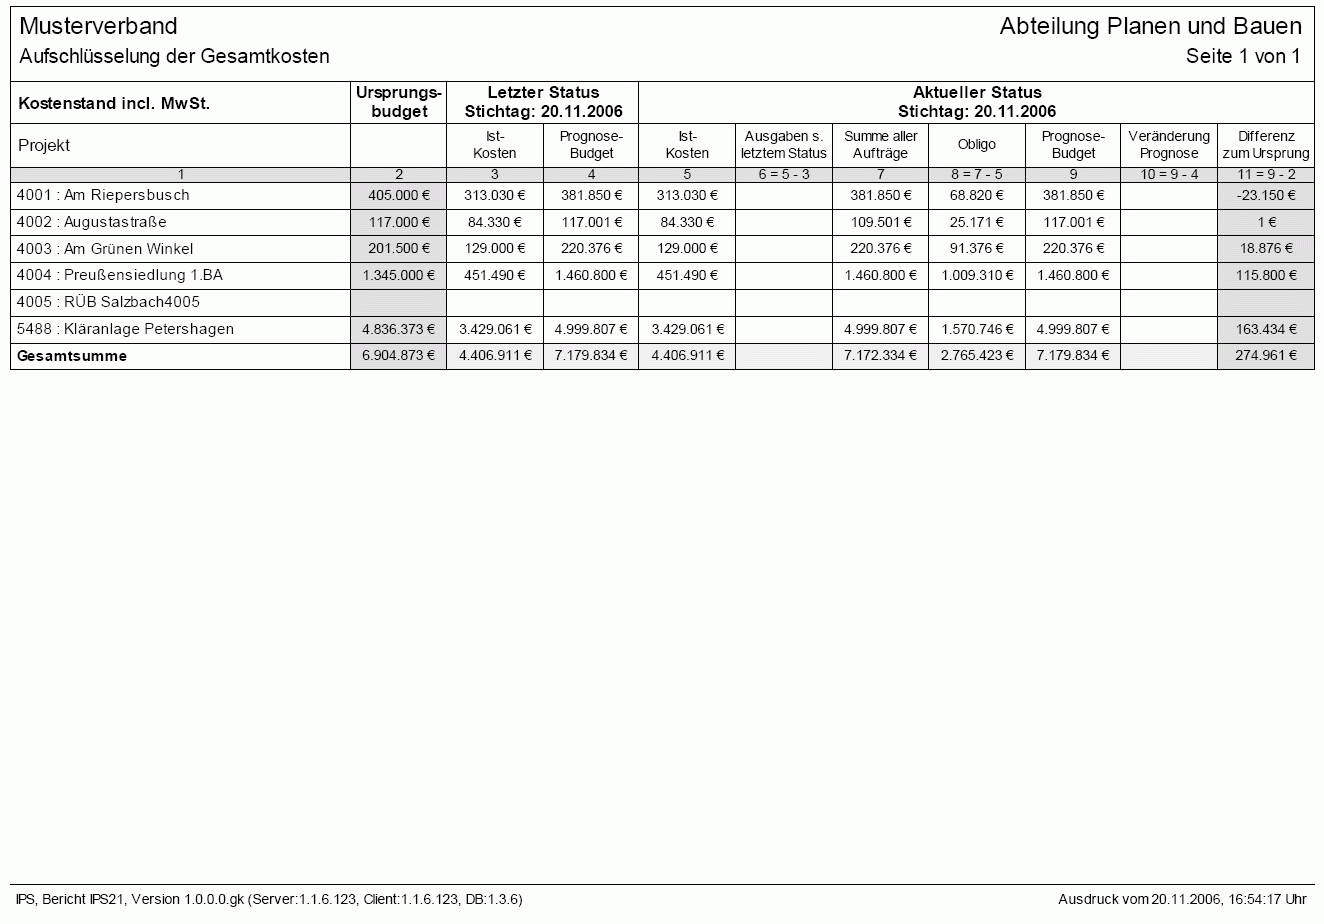 Musterverband Abteilung Planen und Bauen
Aufschlüsselung der Gesamtkosten Seite 1 von 1
Kostenstand incl. MwSt. Ursprungs-budget Letzter Status Stichtag: 20.11.2006 Aktueller Status Stichtag: 20.11.2006
Projekt Ist-Kosten Prognose-Budget Ist-Kosten Ausgaben s. letztem Status Summe aller Aufträge Obligo Prognose-Budget Veränderung Prognose Differenz zum Ursprung
1 2 3 4 5 6 = 5 - 3 7 8 = 7 - 5 9 10 = 9 - 4 11 = 9 - 2
4001 : Am Riepersbusch 405.000 € 313.030 € 381.850 € 313.030 € 381.850 € 68.820 € 381.850 € -23.150 €
4002 : Augustastraße 117.000 € 84.330 € 117.001 € 84.330 € 109.501 € 25.171 € 117.001 € 1 €
4003 : Am Grünen Winkel 201.500 € 129.000 € 220.376 € 129.000 € 220.376 € 91.376 € 220.376 € 18.876 €
4004 : Preußensiedlung 1.BA 1.345.000 € 451.490 € 1.460.800 € 451.490 € 1.460.800 € 1.009.310 € 1.460.800 € 115.800 €
4005 : RÜB Salzbach4005
5488 : Kläranlage Petershagen 4.836.373 € 3.429.061 € 4.999.807 € 3.429.061 € 4.999.807 € 1.570.746 € 4.999.807 € 163.434 €
Gesamtsumme 6.904.873 € 4.406.911 € 7.179.834 € 4.406.911 € 7.172.334 € 2.765.423 € 7.179.834 € 274.961 €
IPS, Bericht IPS21, Version 1.0.0.0.gk (Server:1.1.6.123, Client:1.1.6.123, DB:1.3.6) Ausdruck vom 20.11.2006, 16:54:17 Uhr